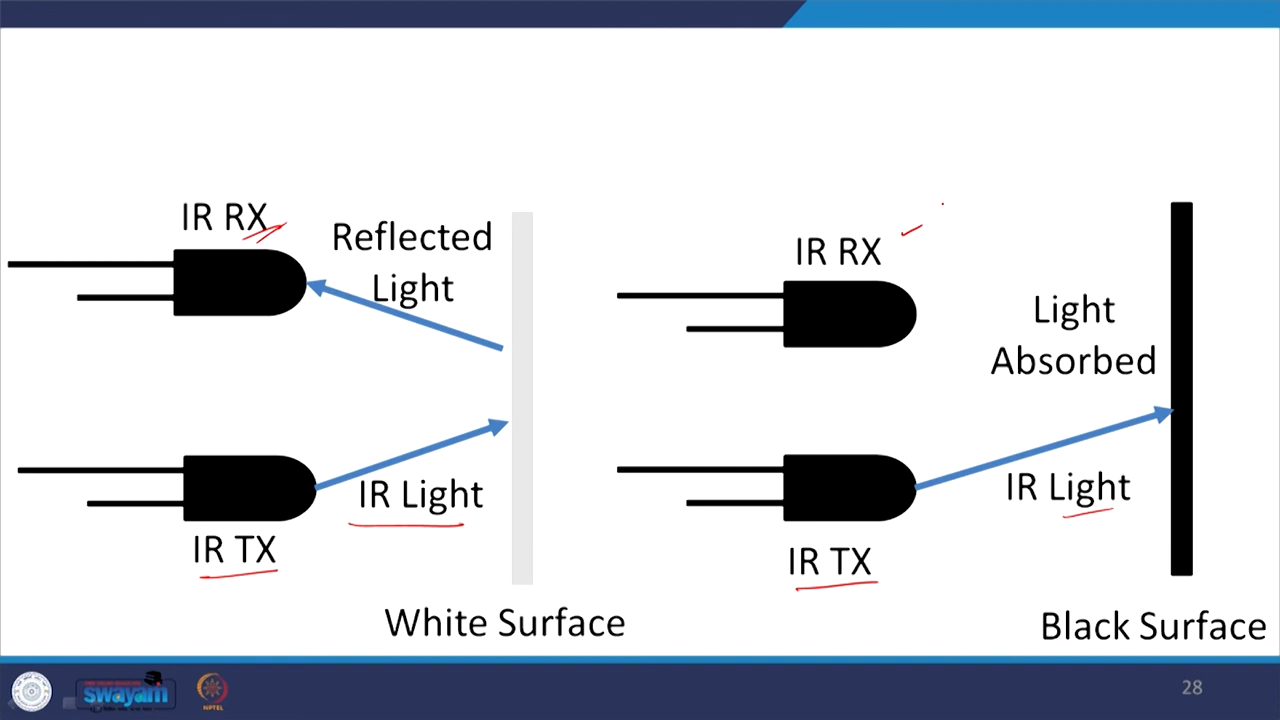 IR RX
Reflected
Light
IR Light
IR TX
White Surface
IR RX
Light
Absorbed
IR Light
IR TX
Black Surface
swayam
NPTEL
28